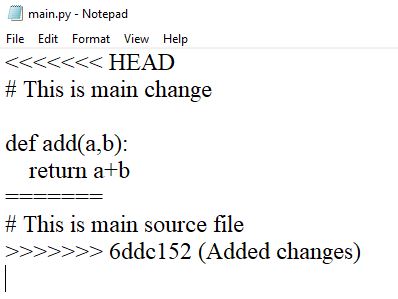 main.py - Notepad
File Edit Format View Help
<<<<<<< HEAD
# This is main change

def add(a,b):
    return a+b
=======
# This is main source file
>>>>>>> 6ddc152 (Added changes)